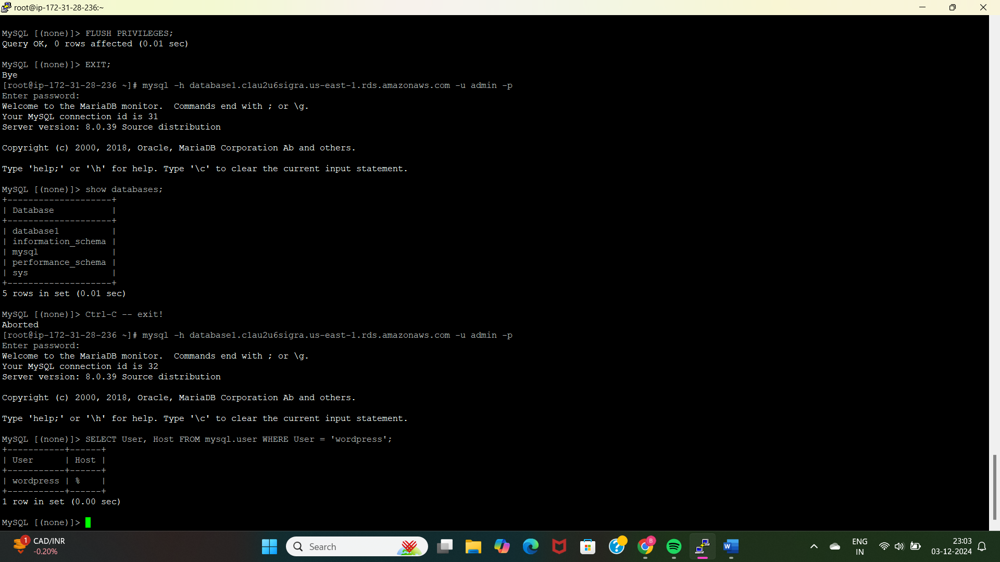 root@ip-172-31-28-236:~
MySQL [(none)]> FLUSH PRIVILEGES;
Query OK, 0 rows affected (0.01 sec)
MySQL [(none)]> EXIT;
Bye
[root@ip-172-31-28-236 ~]# mysql -h database1.c1au2u6sigra.us-east-1.rds.amazonaws.com -u admin -p
Enter password:
Welcome to the MariaDB monitor.  Commands end with ; or \g.
Your MySQL connection id is 31
Server version: 8.0.39 Source distribution
Copyright (c) 2000, 2018, Oracle, MariaDB Corporation Ab and others.
Type 'help;' or '\h' for help. Type '\c' to clear the current input statement.
MySQL [(none)]> show databases;
+--------------------+
| Database           |
+--------------------+
| database1          |
| information_schema |
| mysql              |
| performance_schema |
| sys                |
+--------------------+
5 rows in set (0.01 sec)
MySQL [(none)]> Ctrl-C -- exit!
Aborted
[root@ip-172-31-28-236 ~]# mysql -h database1.c1au2u6sigra.us-east-1.rds.amazonaws.com -u admin -p
Enter password:
Welcome to the MariaDB monitor.  Commands end with ; or \g.
Your MySQL connection id is 32
Server version: 8.0.39 Source distribution
Copyright (c) 2000, 2018, Oracle, MariaDB Corporation Ab and others.
Type 'help;' or '\h' for help. Type '\c' to clear the current input statement.
MySQL [(none)]> SELECT User, Host FROM mysql.user WHERE User = 'wordpress';
+-----------+------+
| User      | Host |
+-----------+------+
| wordpress | %    |
+-----------+------+
1 row in set (0.00 sec)
MySQL [(none)]>
1
CAD/INR
-0.20%
Search
B
W
ENG
IN
23:03
03-12-2024